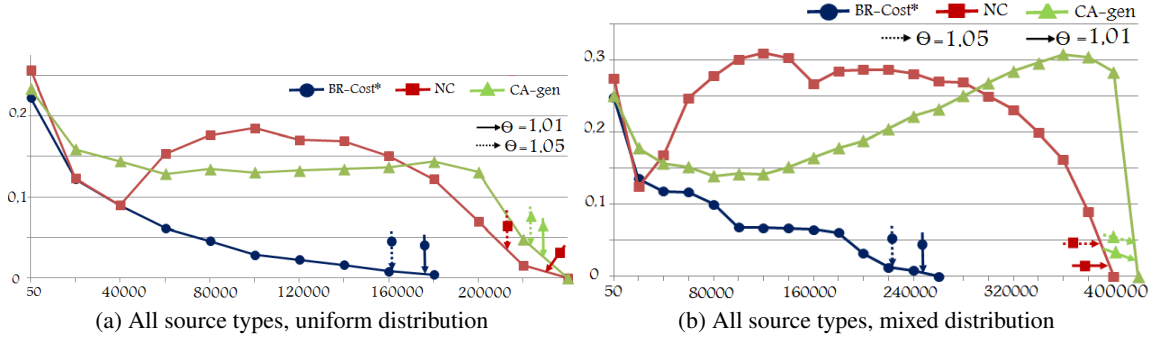 BR-Cost* NC CA-gen
Θ=1,05 Θ=1,01
BR-Cost* NC CA-gen
Θ=1,01
Θ=1,05
0,2
0,1
0
50 40000 80000 120000 160000 200000
0,3
0,2
0,1
0
50 80000 160000 240000 320000 400000
(a) All source types, uniform distribution
(b) All source types, mixed distribution